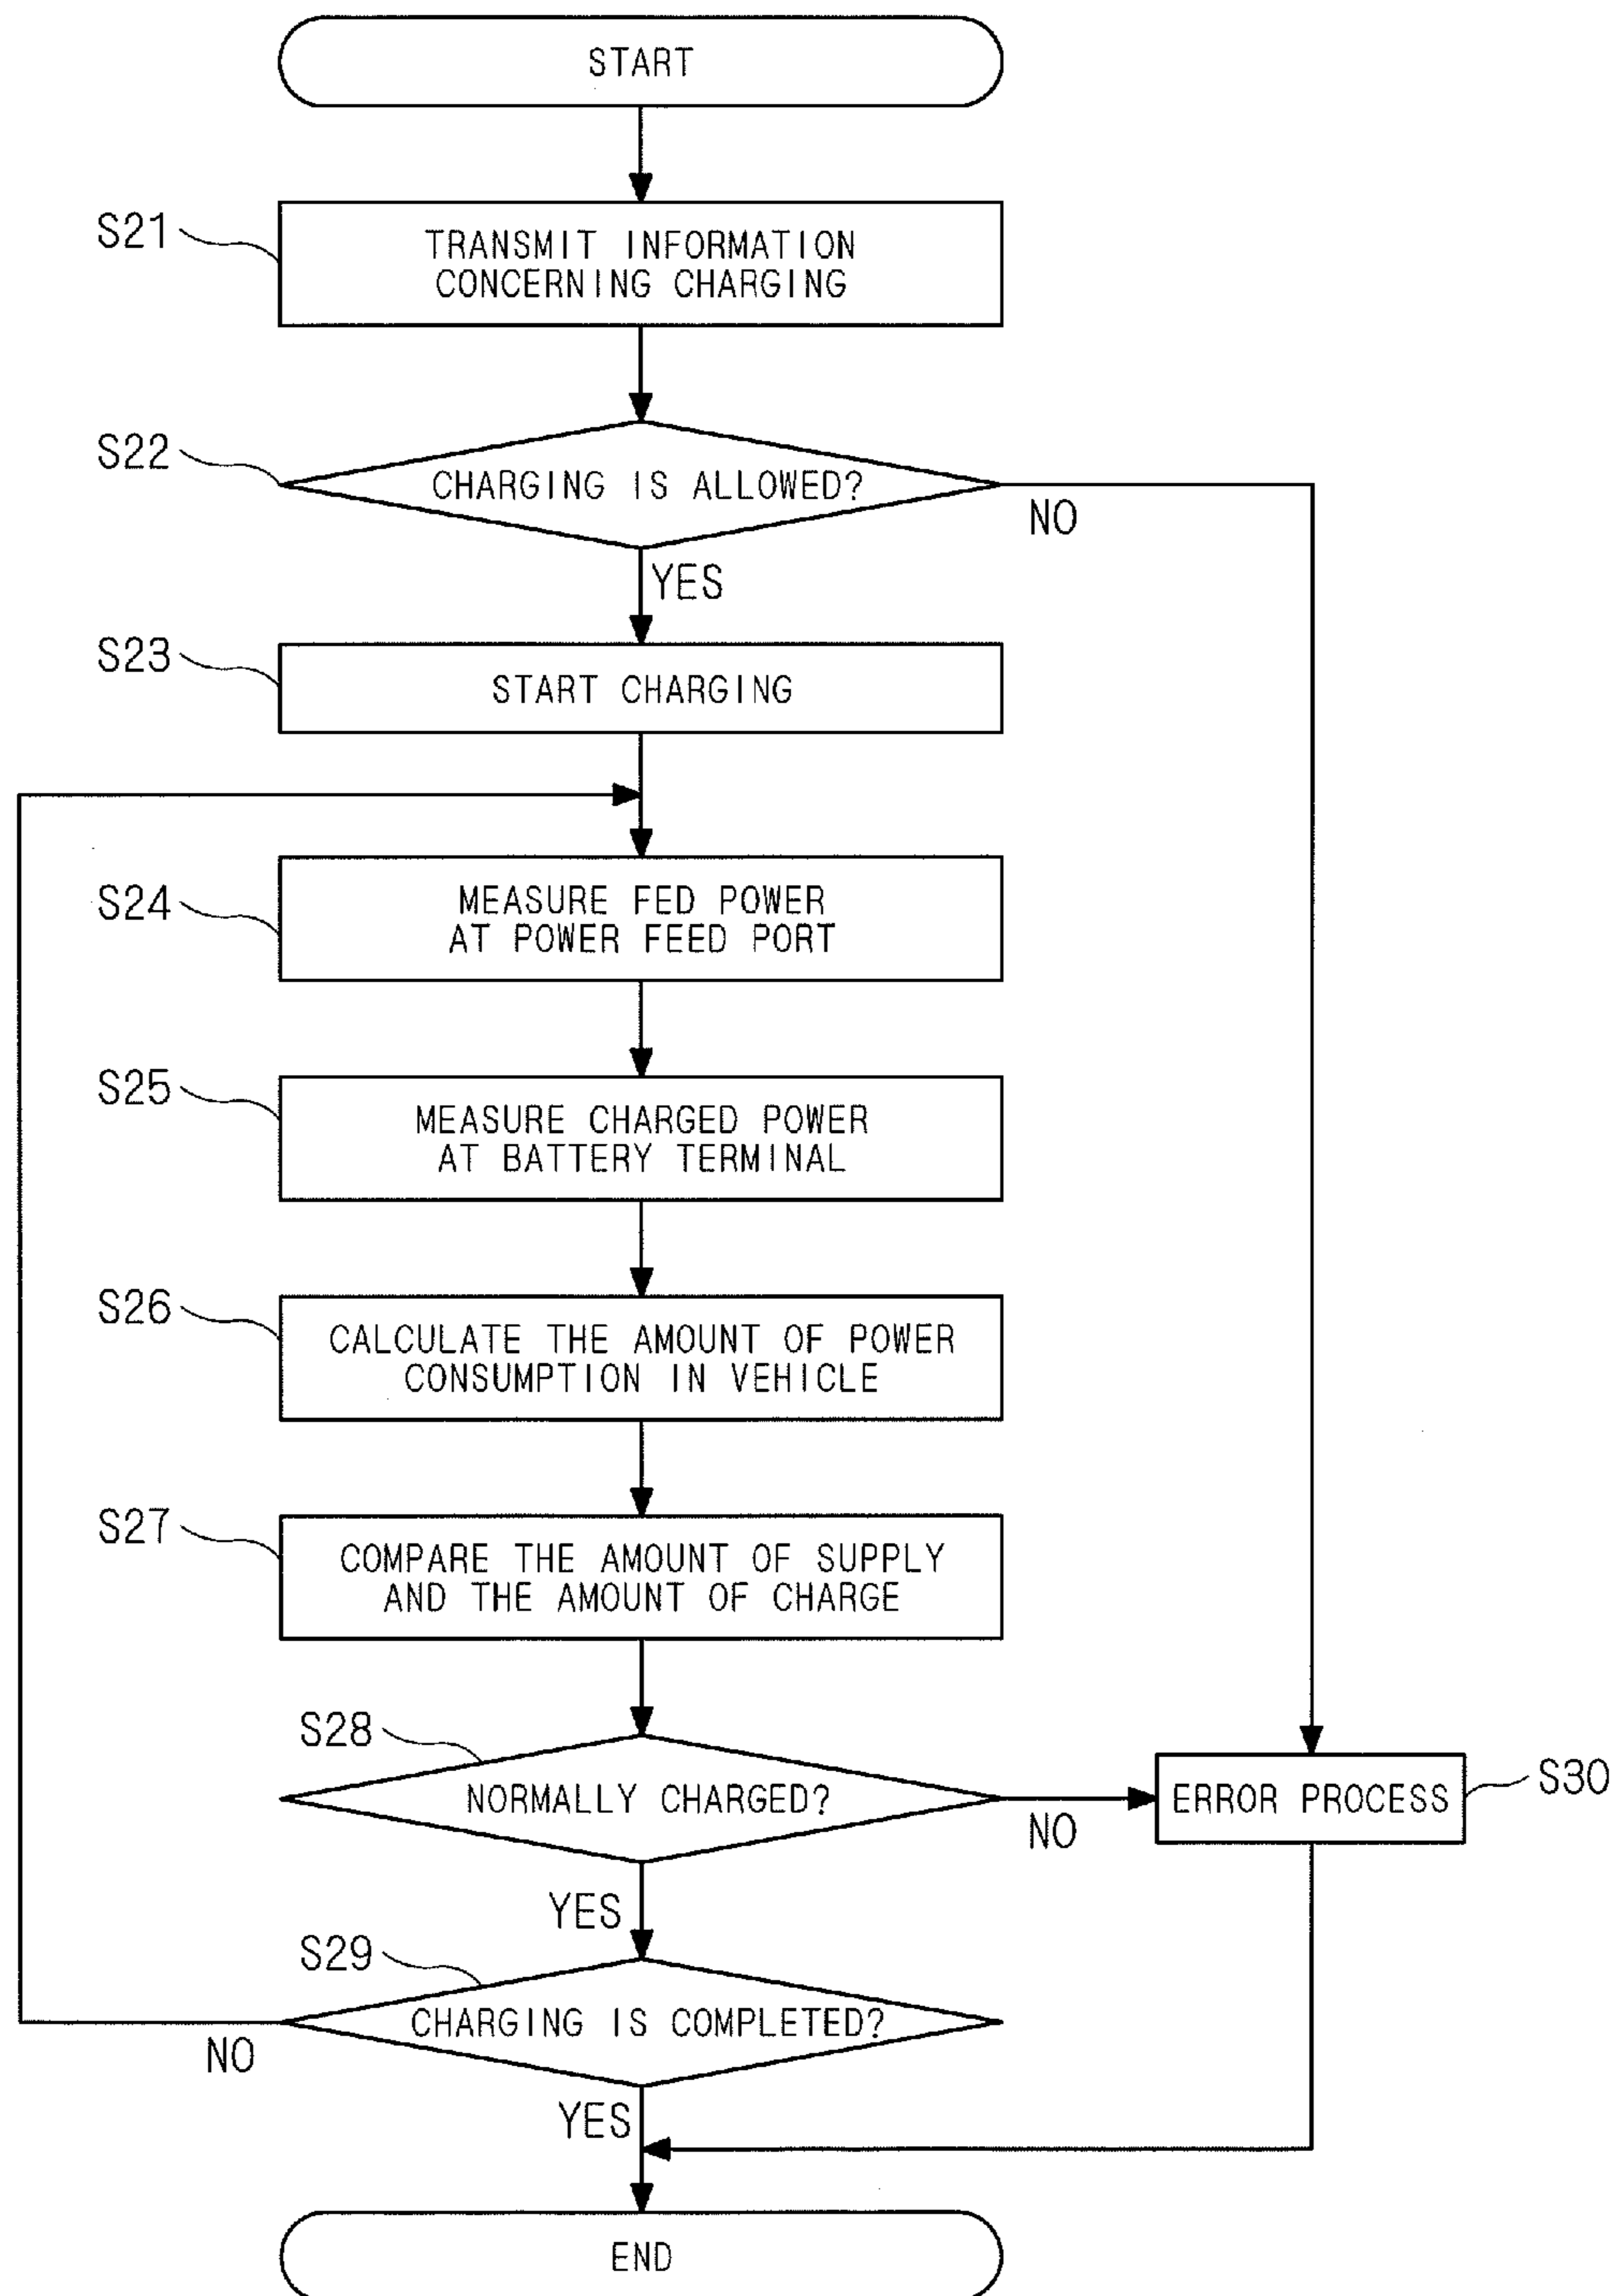 START
S21
TRANSMIT INFORMATION
CONCERNING CHARGING
S22
CHARGING IS ALLOWED?
NO
YES
S23
START CHARGING
S24
MEASURE FED POWER
AT POWER FEED PORT
S25
MEASURE CHARGED POWER
AT BATTERY TERMINAL
S26
CALCULATE THE AMOUNT OF POWER
CONSUMPTION IN VEHICLE
S27
COMPARE THE AMOUNT OF SUPPLY
AND THE AMOUNT OF CHARGE
S28
NORMALLY CHARGED?
NO
ERROR PROCESS
S30
YES
S29
CHARGING IS COMPLETED?
NO
YES
END